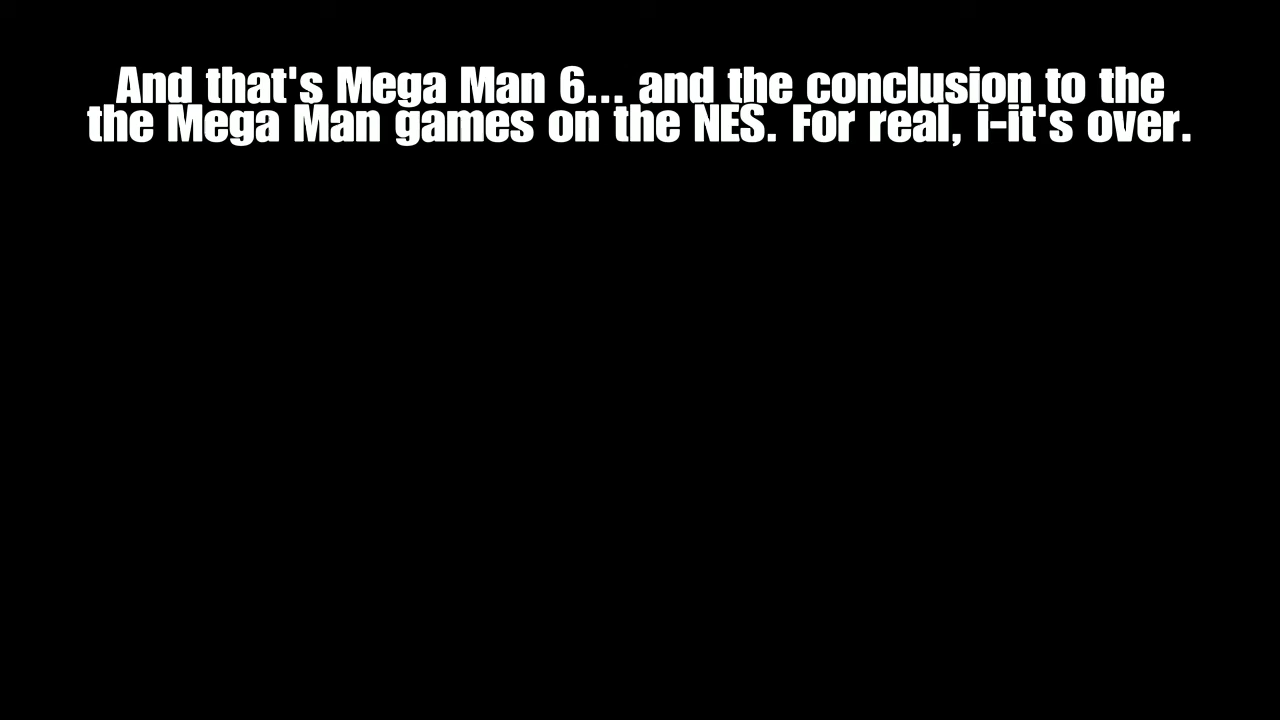 And that's Mega Man 6... and the conclusion to the
the Mega Man games on the NES. For real, i-it's over.